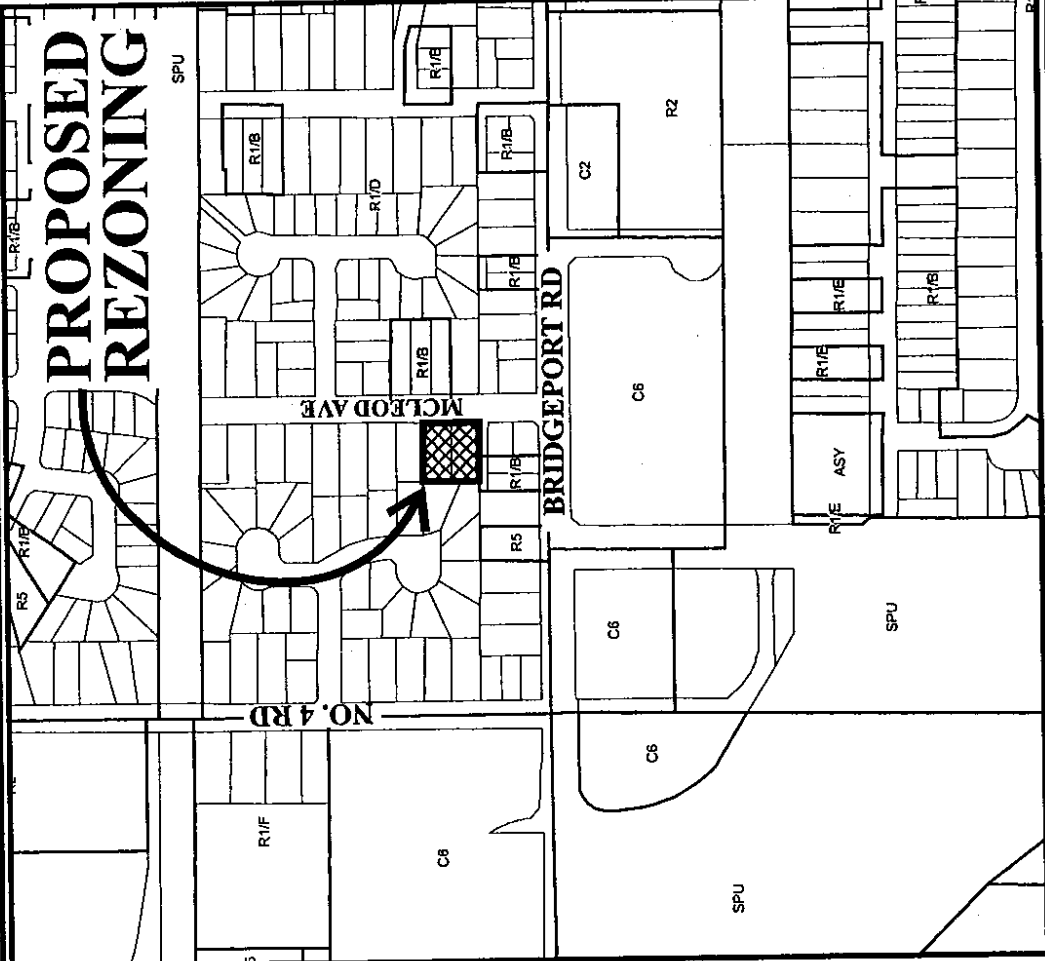 PROPOSED
REZONING
SPU
R1/B
R1/B
R5
R1/B
R1/D
R1/B
R1/B
R1/B
R1/B
R1/B
R1/B
R5
MCLEOD AVE
BRIDGEPORT RD
NO. 4 RD
R2
C2
C6
R1/E
R1/E
R1/B
ASY
R1/E
SPU
C6
C6
SPU
R1/F
C6